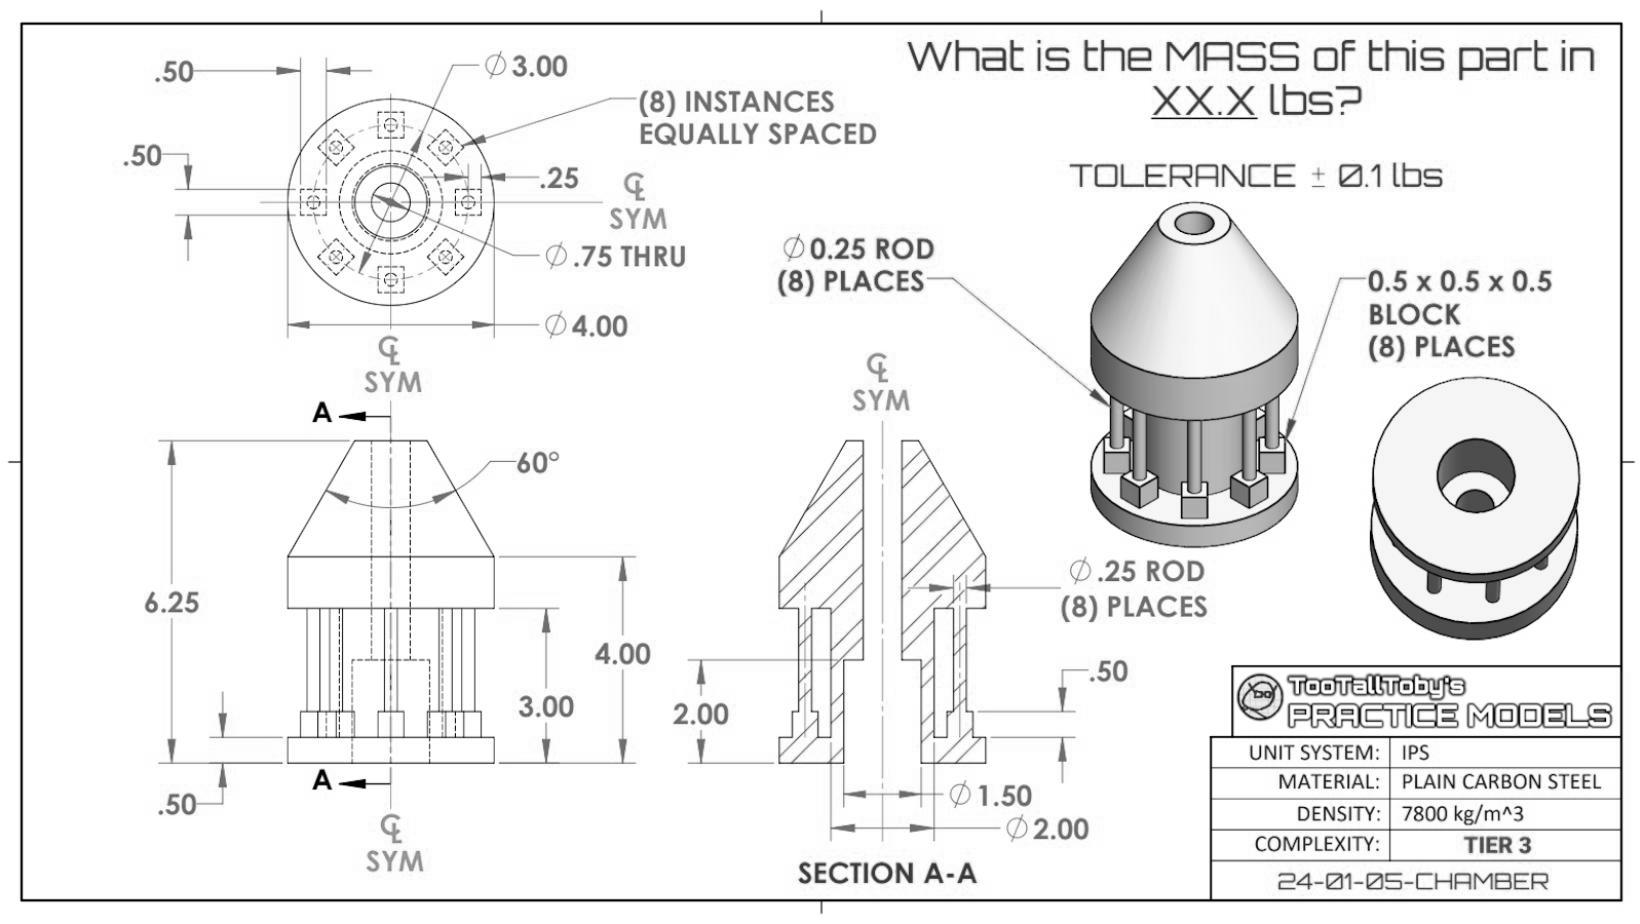 What is the MASS of this part in
XX.X lbs?
TOLERANCE ± 0.1 lbs
.50
Ø 3.00
(8) INSTANCES
EQUALLY SPACED
.50
.25
℄
SYM
Ø .75 THRU
Ø 4.00
℄
SYM
Ø 0.25 ROD
(8) PLACES
0.5 x 0.5 x 0.5
BLOCK
(8) PLACES
A
60°
6.25
4.00
3.00
.50
A
℄
SYM
℄
SYM
Ø .25 ROD
(8) PLACES
.50
2.00
Ø 1.50
Ø 2.00
SECTION A-A
TooTallToby's
PRACTICE MODELS
UNIT SYSTEM: IPS
MATERIAL: PLAIN CARBON STEEL
DENSITY: 7800 kg/m^3
COMPLEXITY: TIER 3
24-01-05-CHAMBER